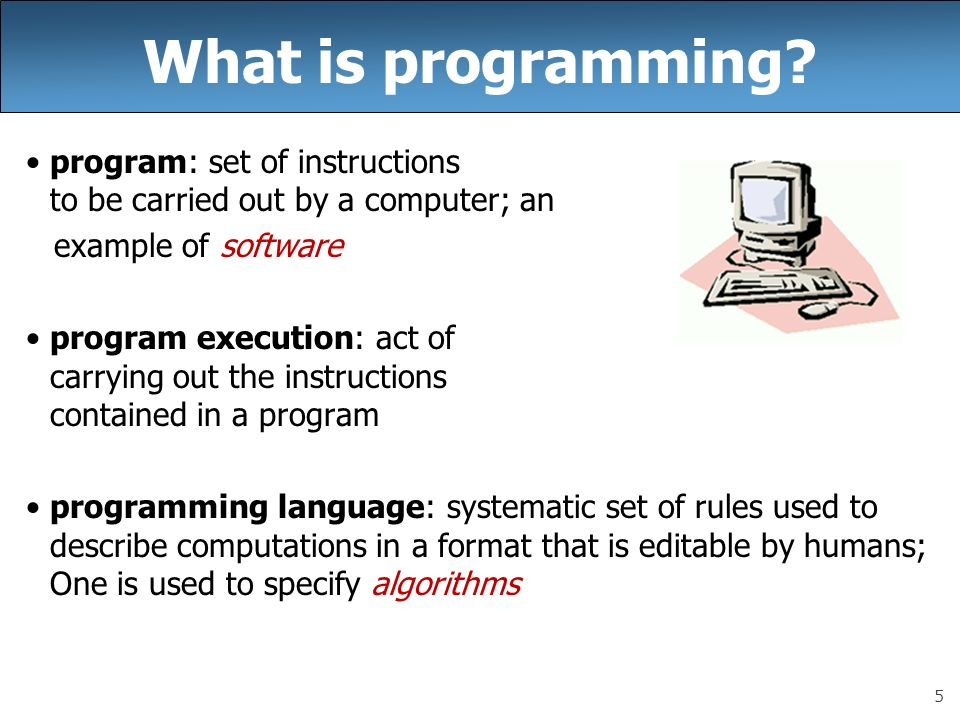 What is programming?
• program: set of instructions
to be carried out by a computer; an
example of software
• program execution: act of
carrying out the instructions
contained in a program
• programming language: systematic set of rules used to
describe computations in a format that is editable by humans;
One is used to specify algorithms
5